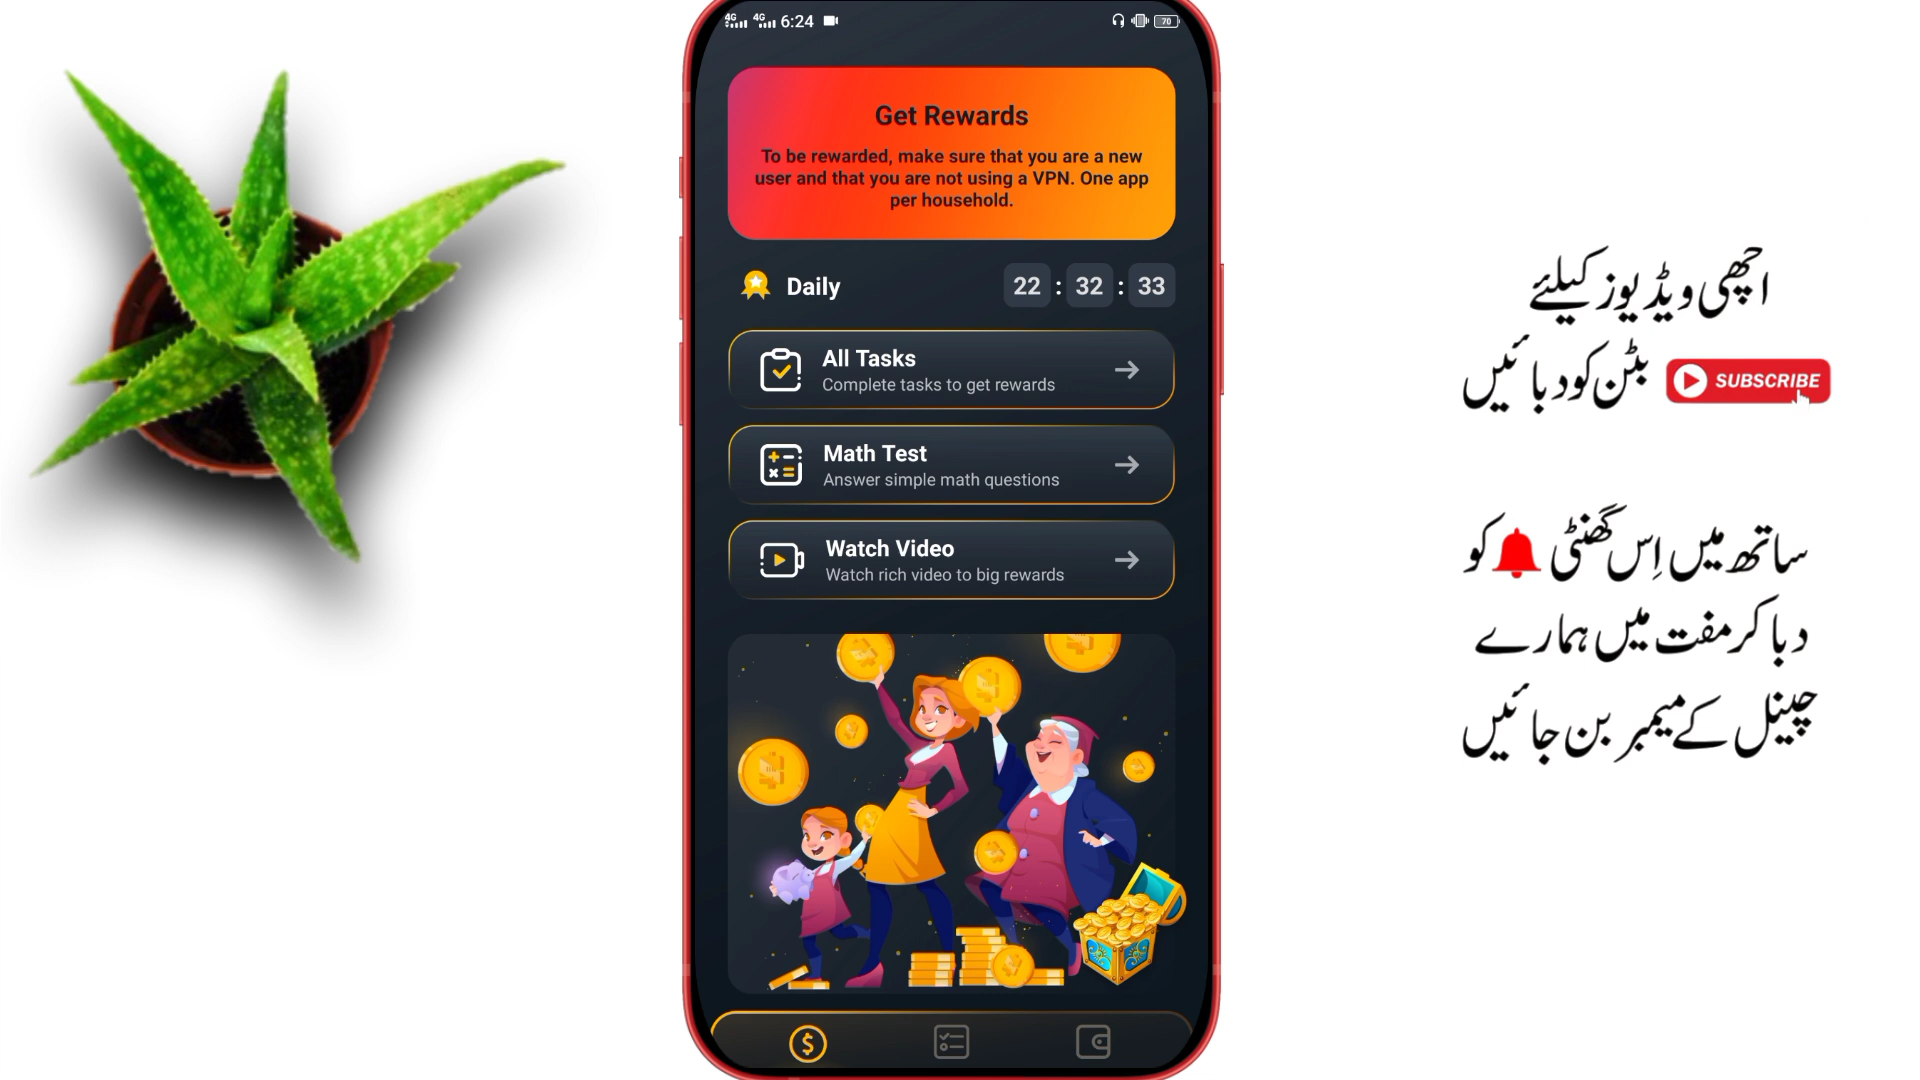 4G 4G 6:24 70
Get Rewards
To be rewarded, make sure that you are a new
user and that you are not using a VPN. One app
per household.
Daily 22 : 32 : 33
All Tasks
Complete tasks to get rewards
Math Test
Answer simple math questions
Watch Video
Watch rich video to big rewards
اچھی ویڈیوز کیلئے
بٹن کو دبائیں SUBSCRIBE
ساتھ میں اِس گھنٹی کو
دبا کر مفت میں ہمارے
چینل کے میمبر بن جائیں